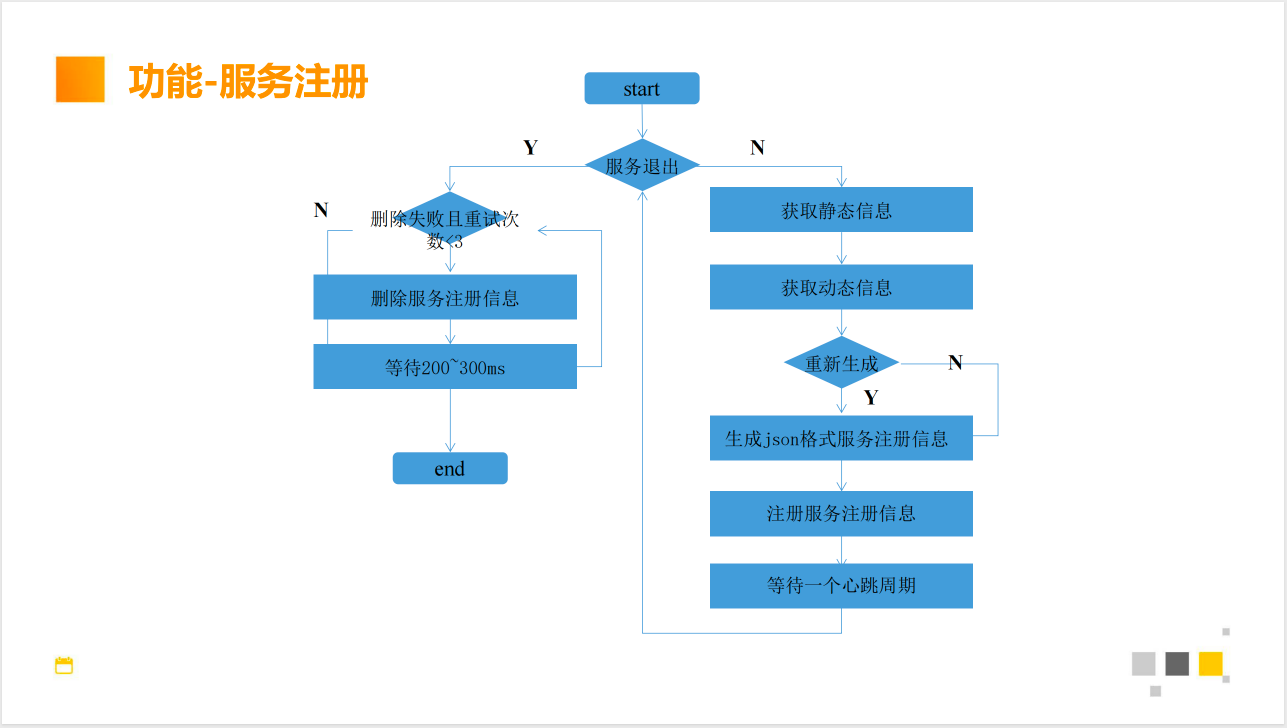 功能-服务注册
start
Y
服务退出
N
N
删除失败且重试次
数<3
删除服务注册信息
等待200~300ms
end
获取静态信息
获取动态信息
重新生成
N
Y
生成json格式服务注册信息
注册服务注册信息
等待一个心跳周期